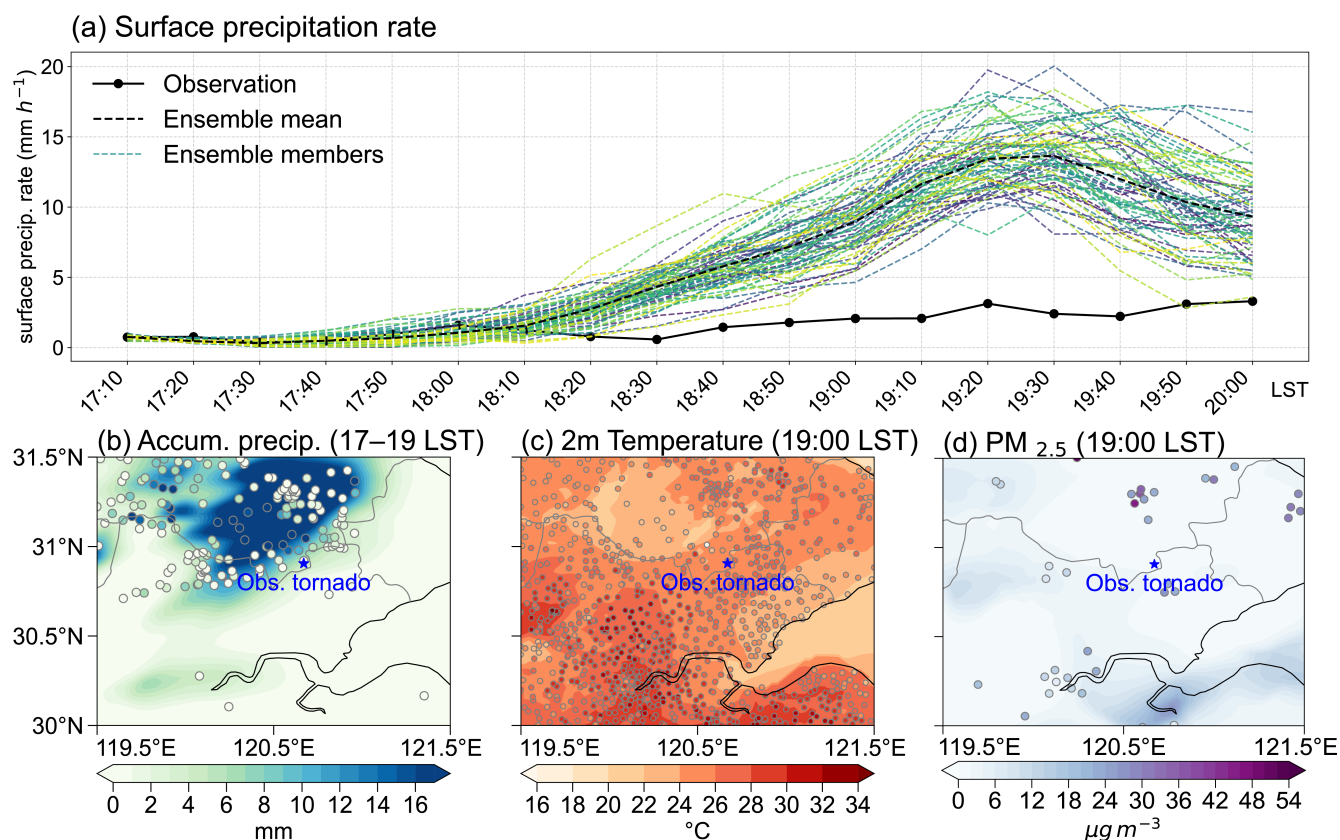 (a) Surface precipitation rate
surface precip. rate (mm h⁻¹)
20
15
10
5
0
Observation
Ensemble mean
Ensemble members
17:10 17:20 17:30 17:40 17:50 18:00 18:10 18:20 18:30 18:40 18:50 19:00 19:10 19:20 19:30 19:40 19:50 20:00 LST
(b) Accum. precip. (17–19 LST)
31.5°N
31°N
30.5°N
30°N
Obs. tornado
119.5°E 120.5°E 121.5°E
0 2 4 6 8 10 12 14 16
mm
(c) 2m Temperature (19:00 LST)
Obs. tornado
119.5°E 120.5°E 121.5°E
16 18 20 22 24 26 28 30 32 34
°C
(d) PM 2.5 (19:00 LST)
Obs. tornado
119.5°E 120.5°E 121.5°E
0 6 12 18 24 30 36 42 48 54
μg m⁻³